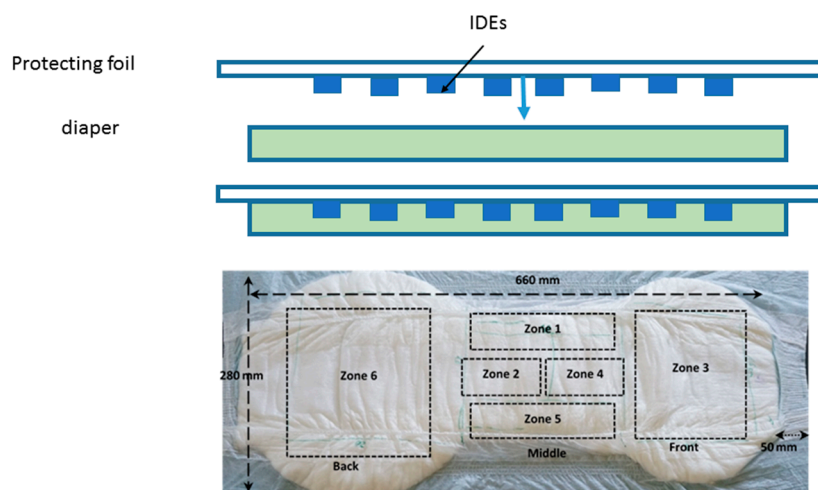 IDEs
Protecting foil
diaper
660 mm
Zone 1
280 mm
Zone 6
Zone 2
Zone 4
Zone 3
Zone 5
50 mm
Back
Middle
Front